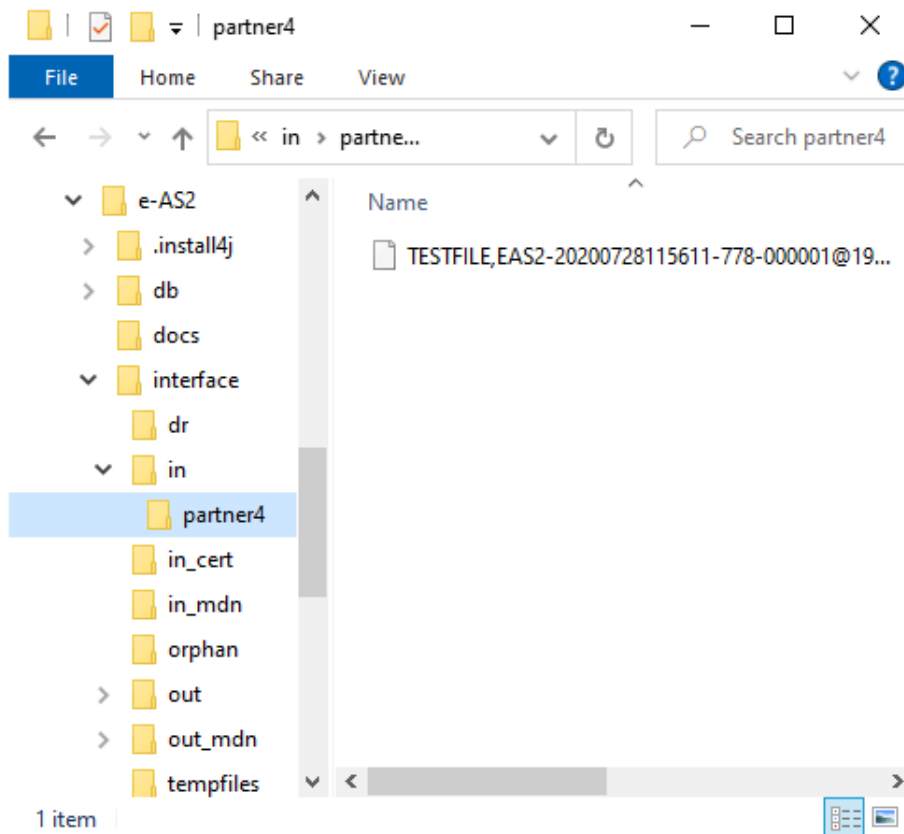 partner4
File Home Share View
« in › partne... Search partner4
e-AS2
.install4j
db
docs
interface
dr
in
partner4
in_cert
in_mdn
orphan
out
out_mdn
tempfiles
Name
TESTFILE,EAS2-20200728115611-778-000001@19...
1 item